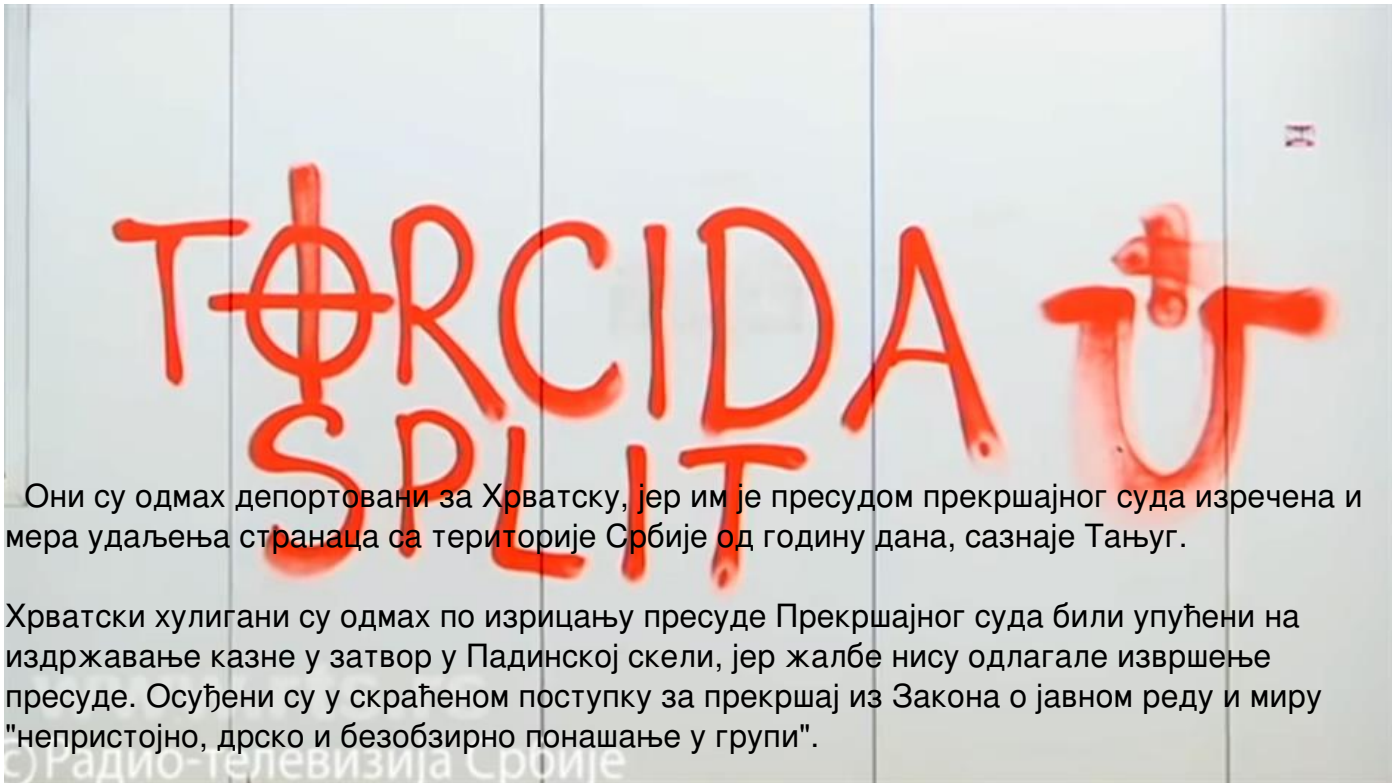 TORCIDA U
SPLIT
Они су одмах депортовани за Хрватску, јер им је пресудом прекршајног суда изречена и
мера удаљења странаца са територије Србије од годину дана, сазнаје Тањуг.
Хрватски хулигани су одмах по изрицању пресуде Прекршајног суда били упућени на
издржавање казне у затвор у Падинској скели, јер жалбе нису одлагале извршење
пресуде. Осуђени су у скраћеном поступку за прекршај из Закона о јавном реду и миру
"непристојно, дрско и безобзирно понашање у групи".
©Радио-телевизија Србије